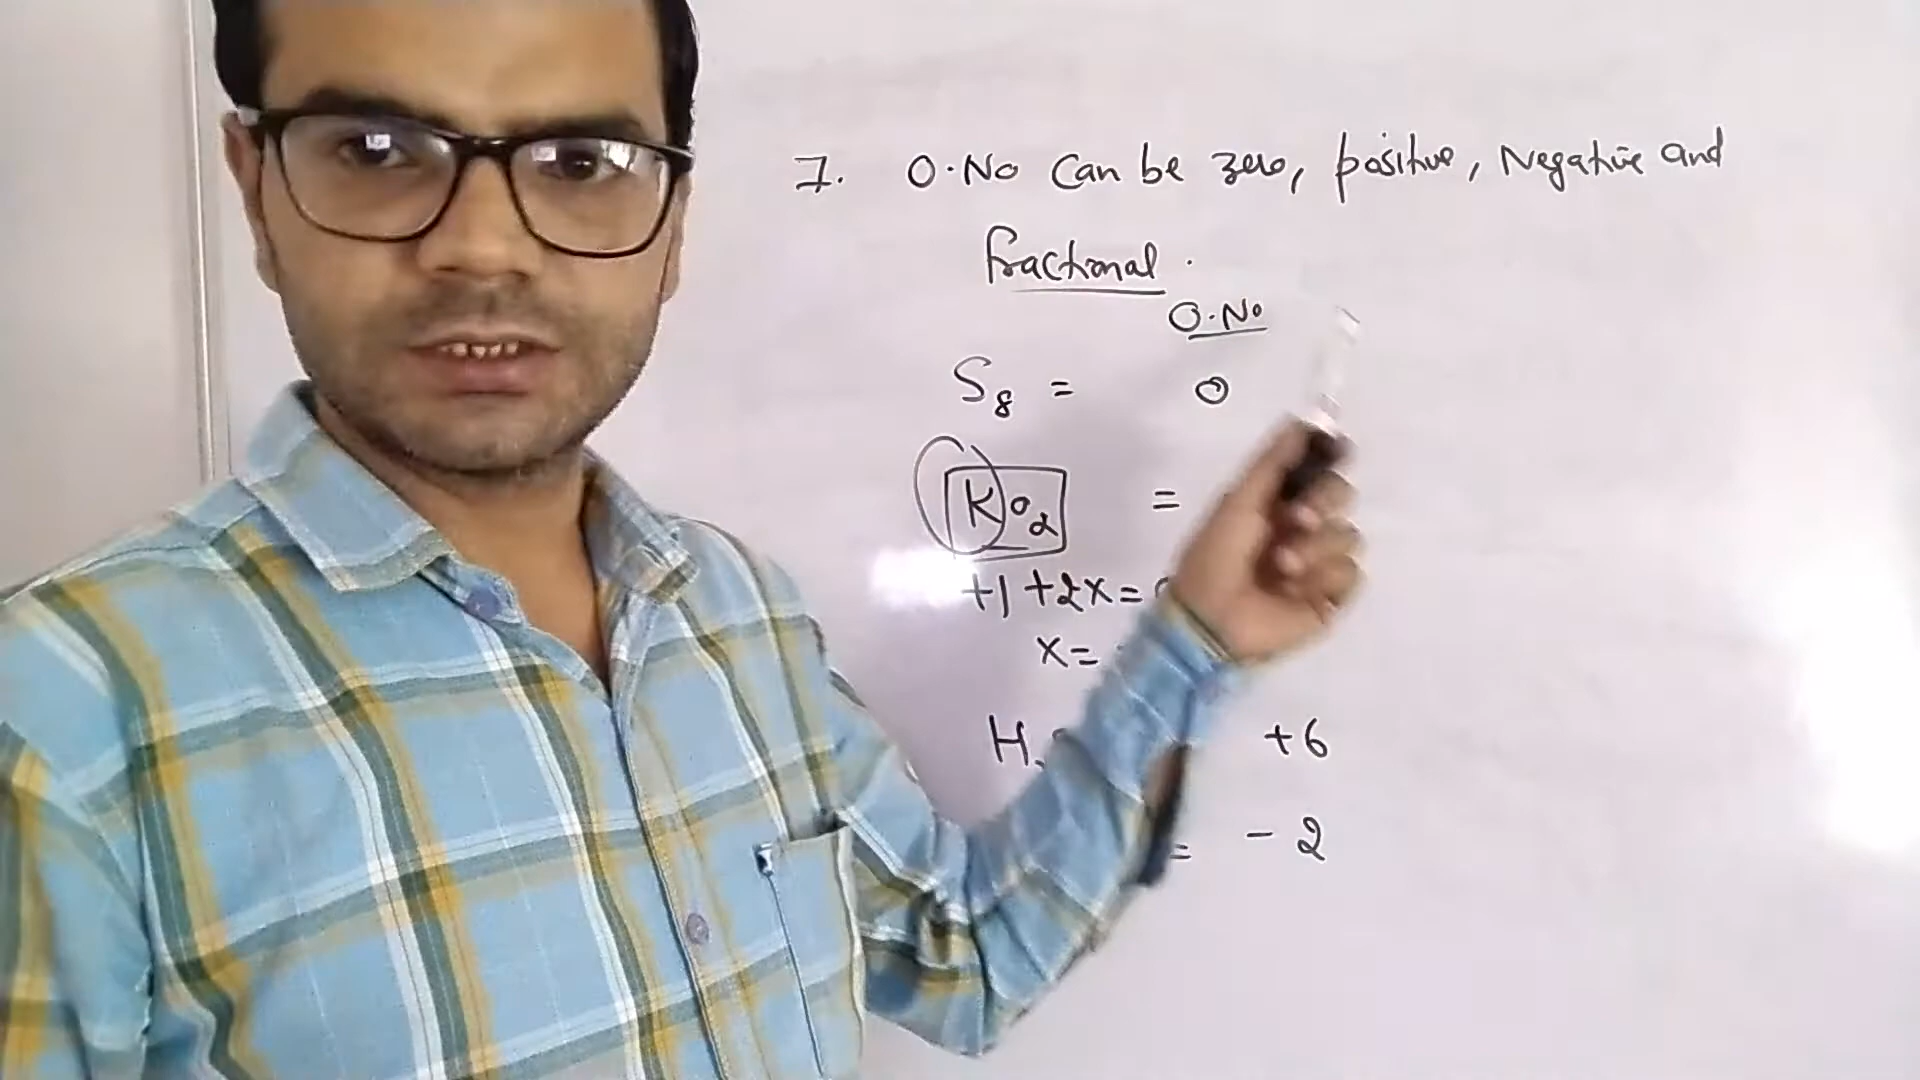 7. O.No Can be zero, positive, Negative and
fractional.
O.No
S8 = 0
KO2 =
+1 +2x =
x =
H +6
= - 2